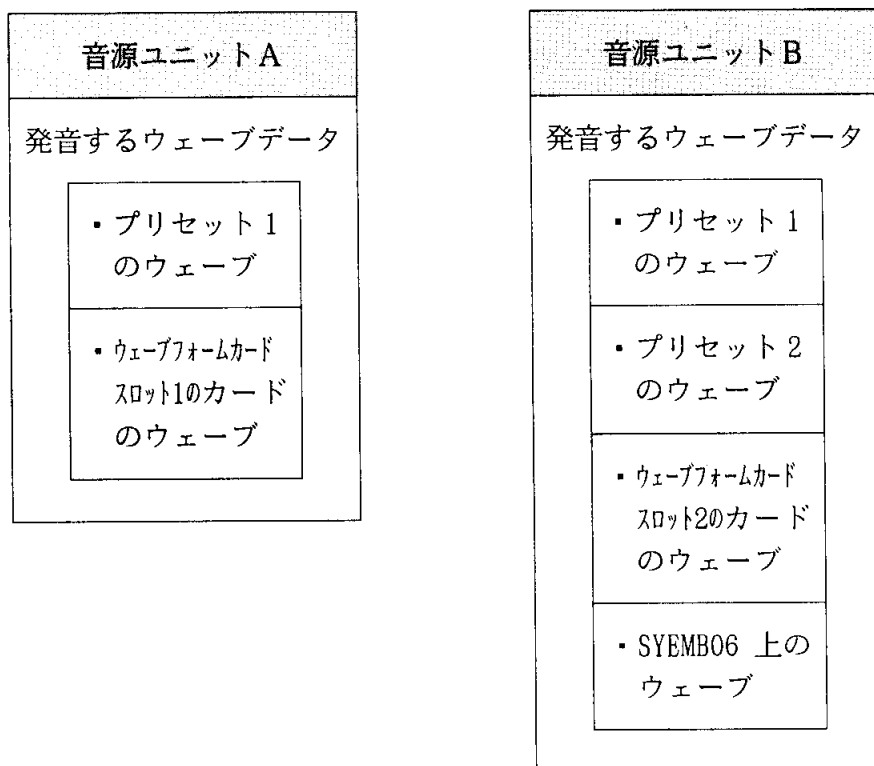 音源ユニットA
発音するウェーブデータ
・プリセット1
のウェーブ
・ウェーブフォームカード
スロット1のカード
のウェーブ
音源ユニットB
発音するウェーブデータ
・プリセット1
のウェーブ
・プリセット2
のウェーブ
・ウェーブフォームカード
スロット2のカード
のウェーブ
・SYEMB06 上の
ウェーブ